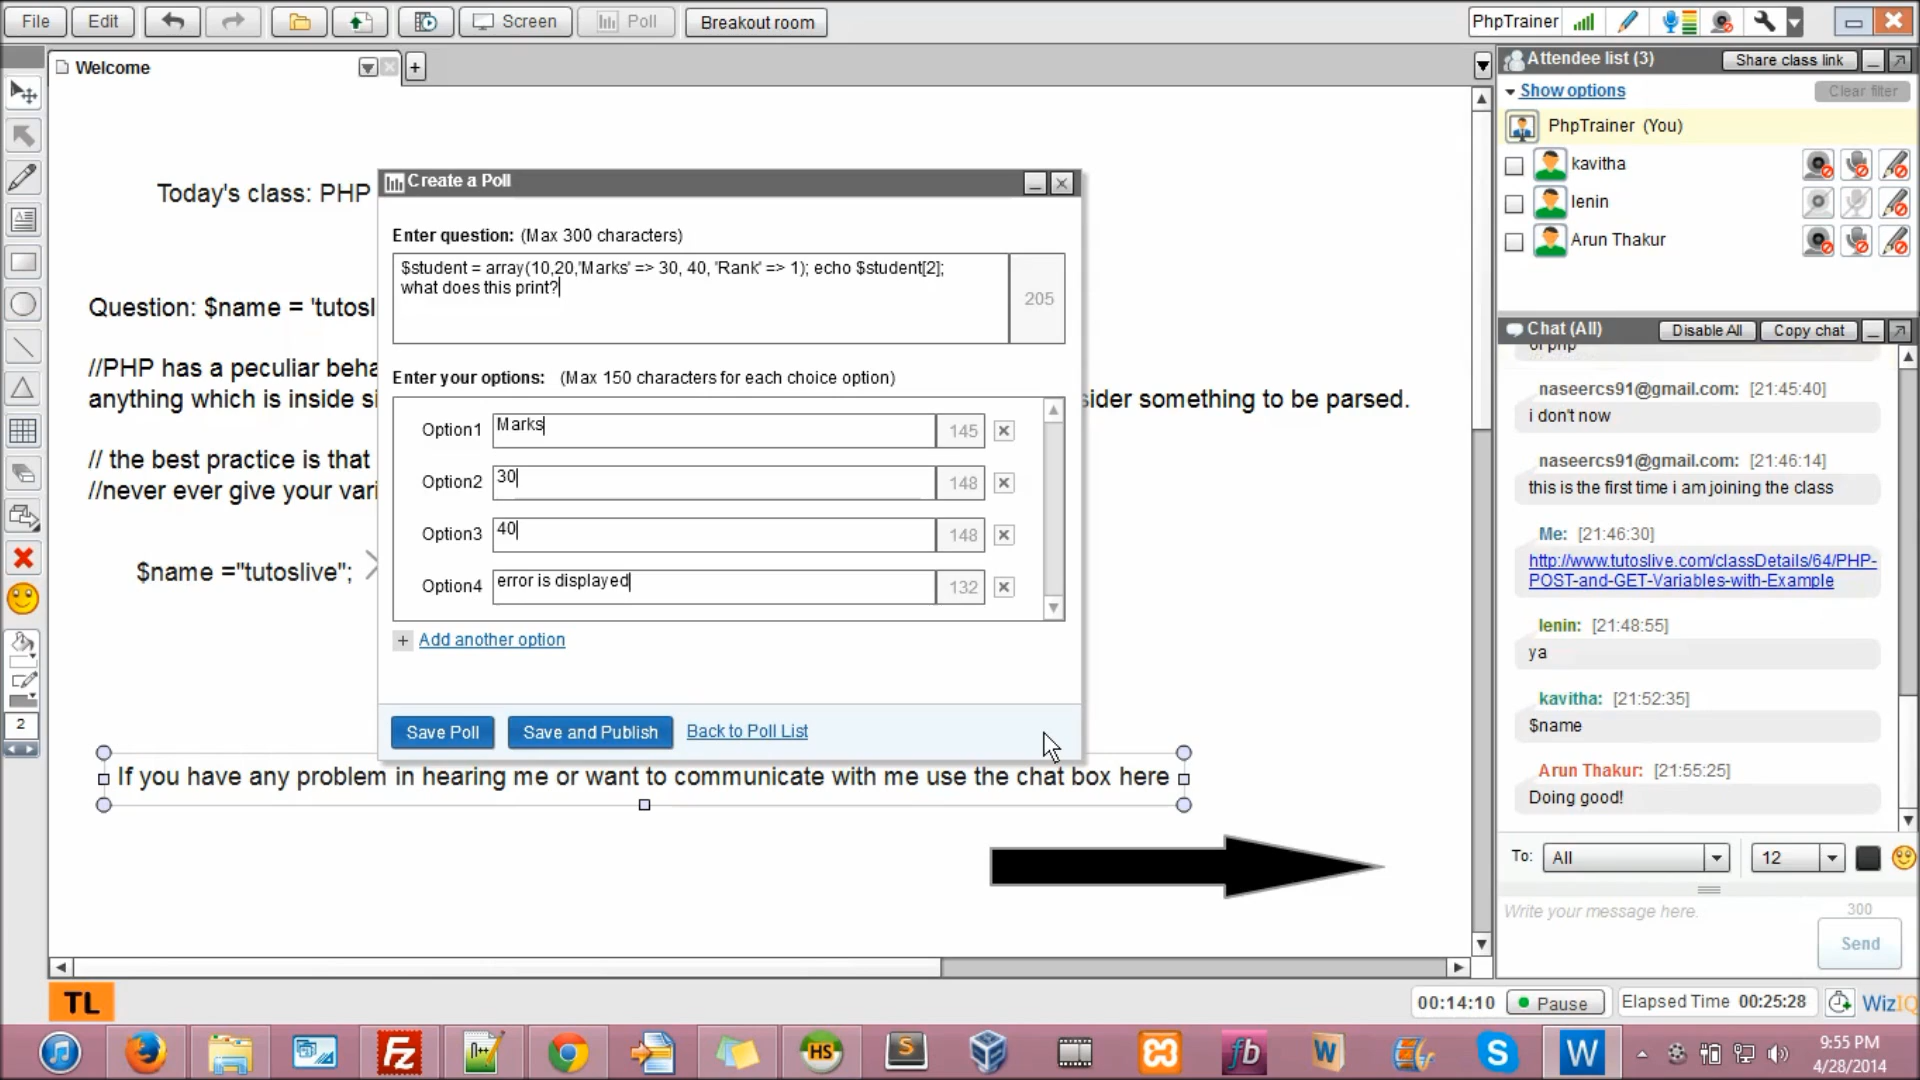 File Edit Screen Poll Breakout room PhpTrainer
Welcome
Today's class: PHP
Question: $name = 'tutosl
//PHP has a peculiar beha
anything which is inside si
sider something to be parsed.
// the best practice is that
//never ever give your vari
$name ="tutoslive";
If you have any problem in hearing me or want to communicate with me use the chat box here
2
Create a Poll
Enter question: (Max 300 characters)
$student = array(10,20,'Marks' => 30, 40, 'Rank' => 1); echo $student[2];
what does this print?
205
Enter your options: (Max 150 characters for each choice option)
Option1 Marks 145
Option2 30 148
Option3 40 148
Option4 error is displayed 132
+ Add another option
Save Poll Save and Publish Back to Poll List
Attendee list (3) Share class link
Show options Clear filter
PhpTrainer (You)
kavitha
lenin
Arun Thakur
Chat (All) Disable All Copy chat
of php
naseercs91@gmail.com: [21:45:40]
i don't now
naseercs91@gmail.com: [21:46:14]
this is the first time i am joining the class
Me: [21:46:30]
http://www.tutoslive.com/classDetails/64/PHP-
POST-and-GET-Variables-with-Example
lenin: [21:48:55]
ya
kavitha: [21:52:35]
$name
Arun Thakur: [21:55:25]
Doing good!
To: All 12
Write your message here. 300
Send
TL
00:14:10 Pause Elapsed Time 00:25:28 WizIQ
n++ HS S fb W S W
9:55 PM
4/28/2014